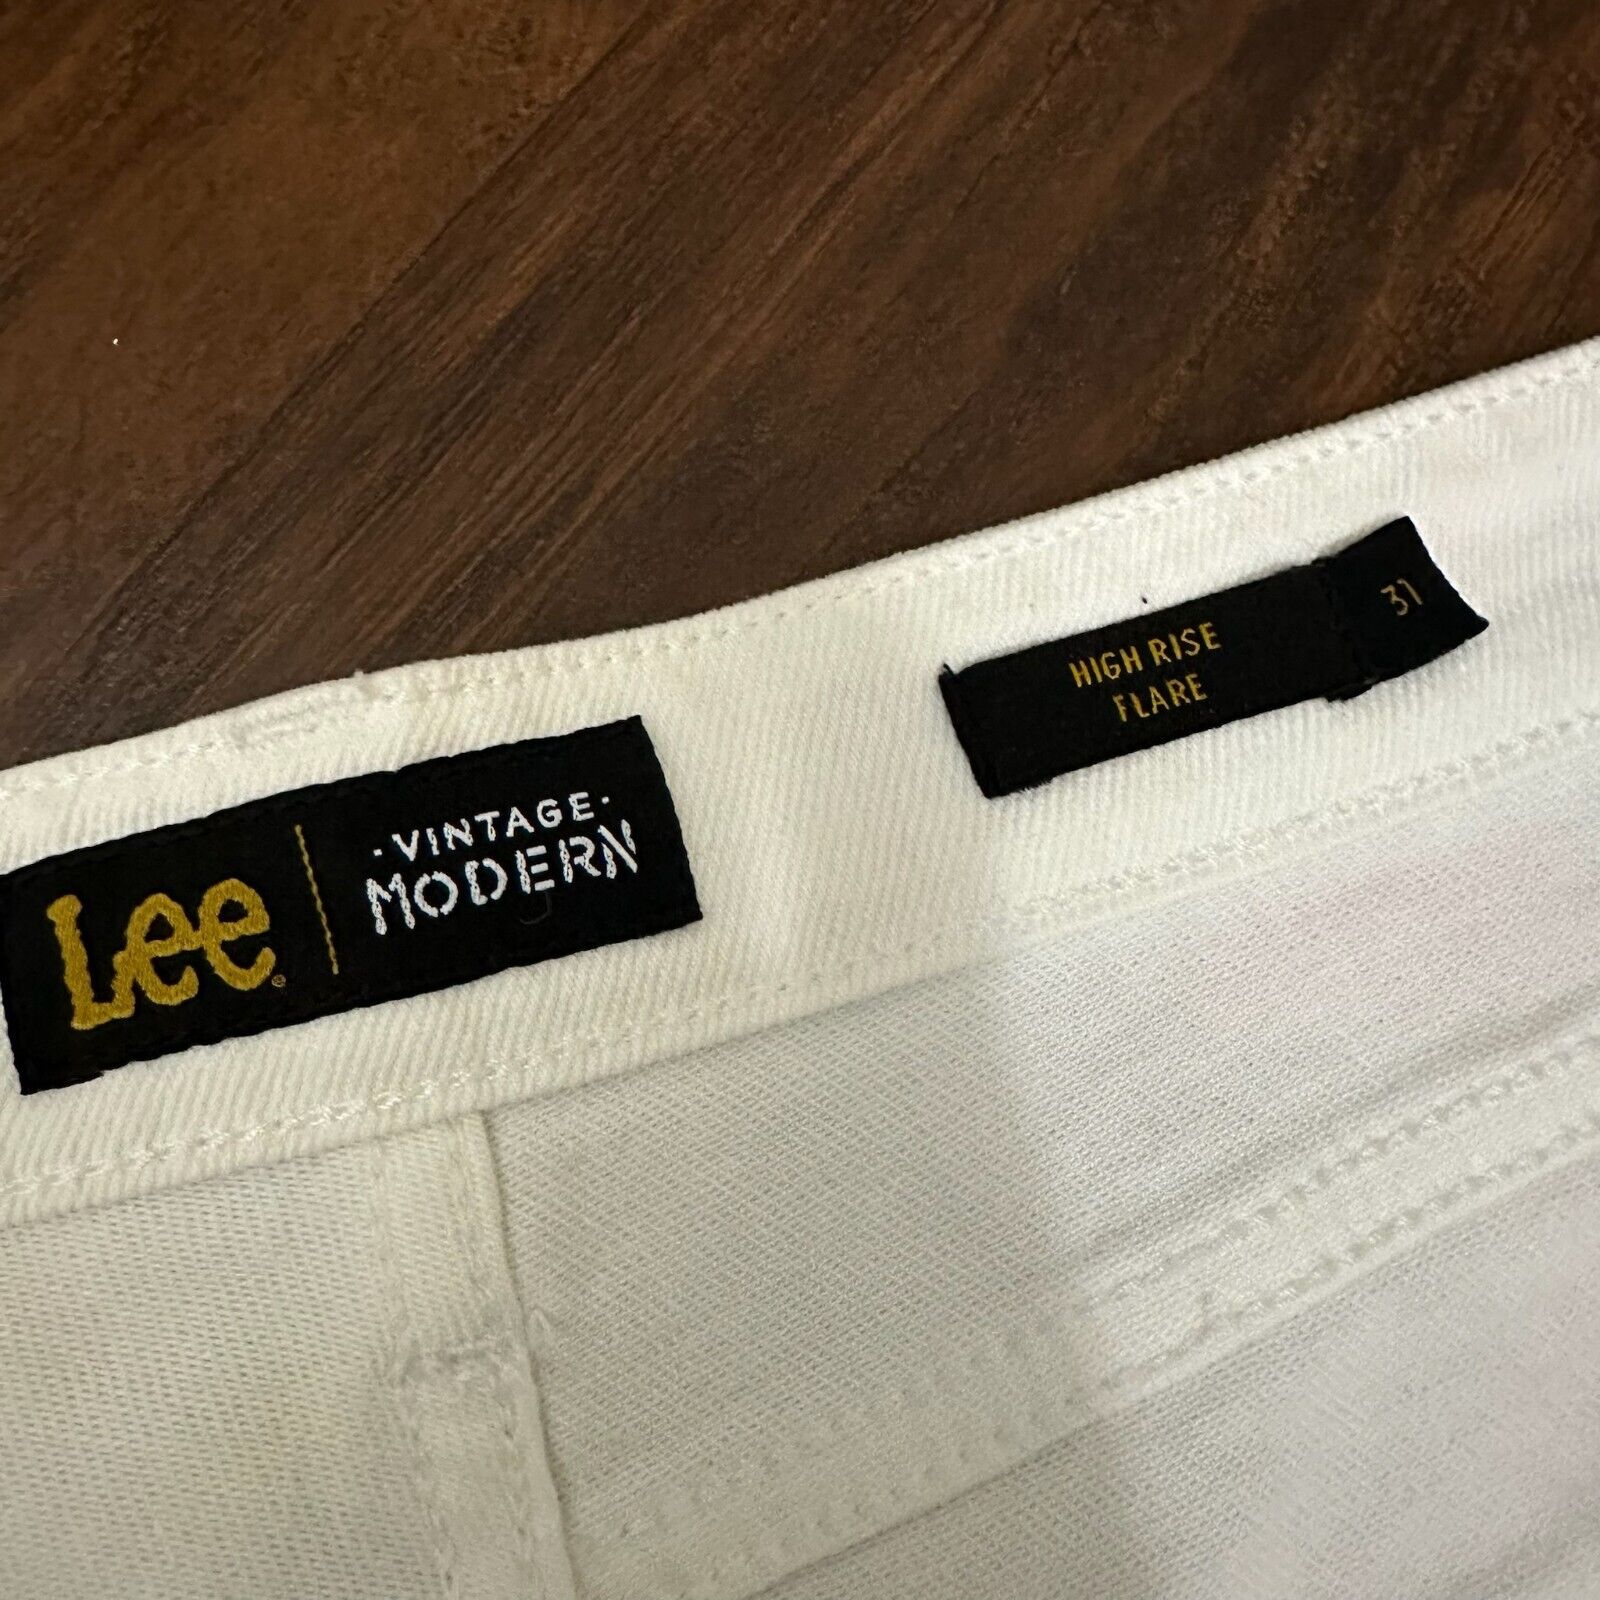 Lee®
·VINTAGE·
MODERN
HIGH RISE
FLARE
31